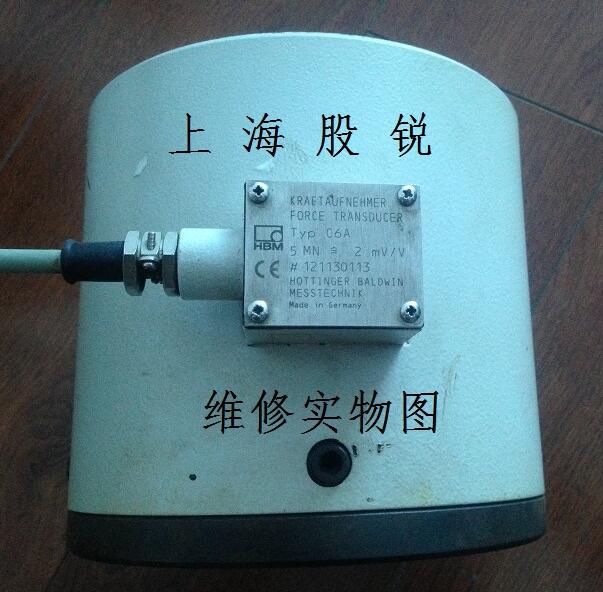 上海股锐
KRAFTAUFNEHMER
FORCE TRANSDUCER
Typ C6A
5 MN ≙ 2 mV/V
# 121130113
HOTTINGER BALDWIN
MESSTECHNIK
Made in Germany
HBM
CE
维修实物图